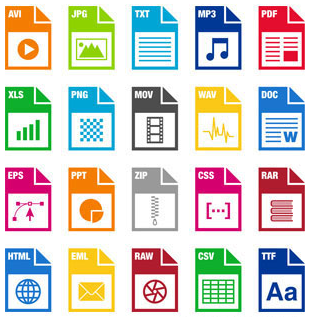 AVI
JPG
TXT
MP3
PDF
XLS
PNG
MOV
WAV
DOC
W
EPS
PPT
ZIP
CSS
[...]
RAR
HTML
EML
RAW
CSV
TTF
Aa